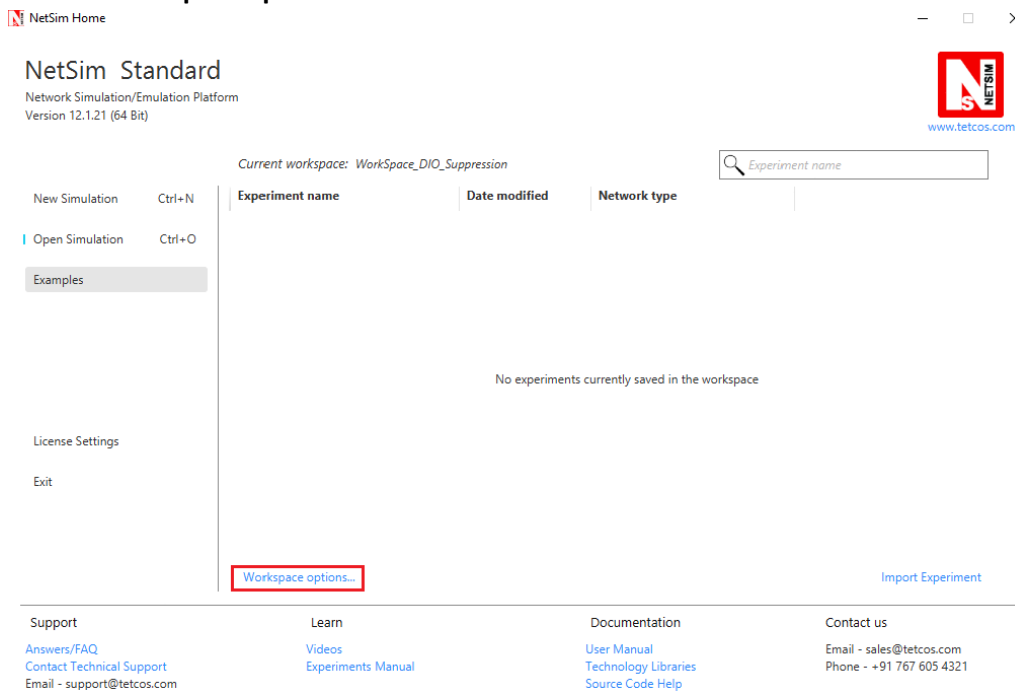 NetSim Home
NetSim Standard
Network Simulation/Emulation Platform
Version 12.1.21 (64 Bit)
NETSIM
NS
www.tetcos.com
Current workspace: WorkSpace_DIO_Suppression
Experiment name
New Simulation Ctrl+N
Open Simulation Ctrl+O
Examples
License Settings
Exit
Experiment name Date modified Network type
No experiments currently saved in the workspace
Workspace options...
Import Experiment
Support
Answers/FAQ
Contact Technical Support
Email - support@tetcos.com
Learn
Videos
Experiments Manual
Documentation
User Manual
Technology Libraries
Source Code Help
Contact us
Email - sales@tetcos.com
Phone - +91 767 605 4321